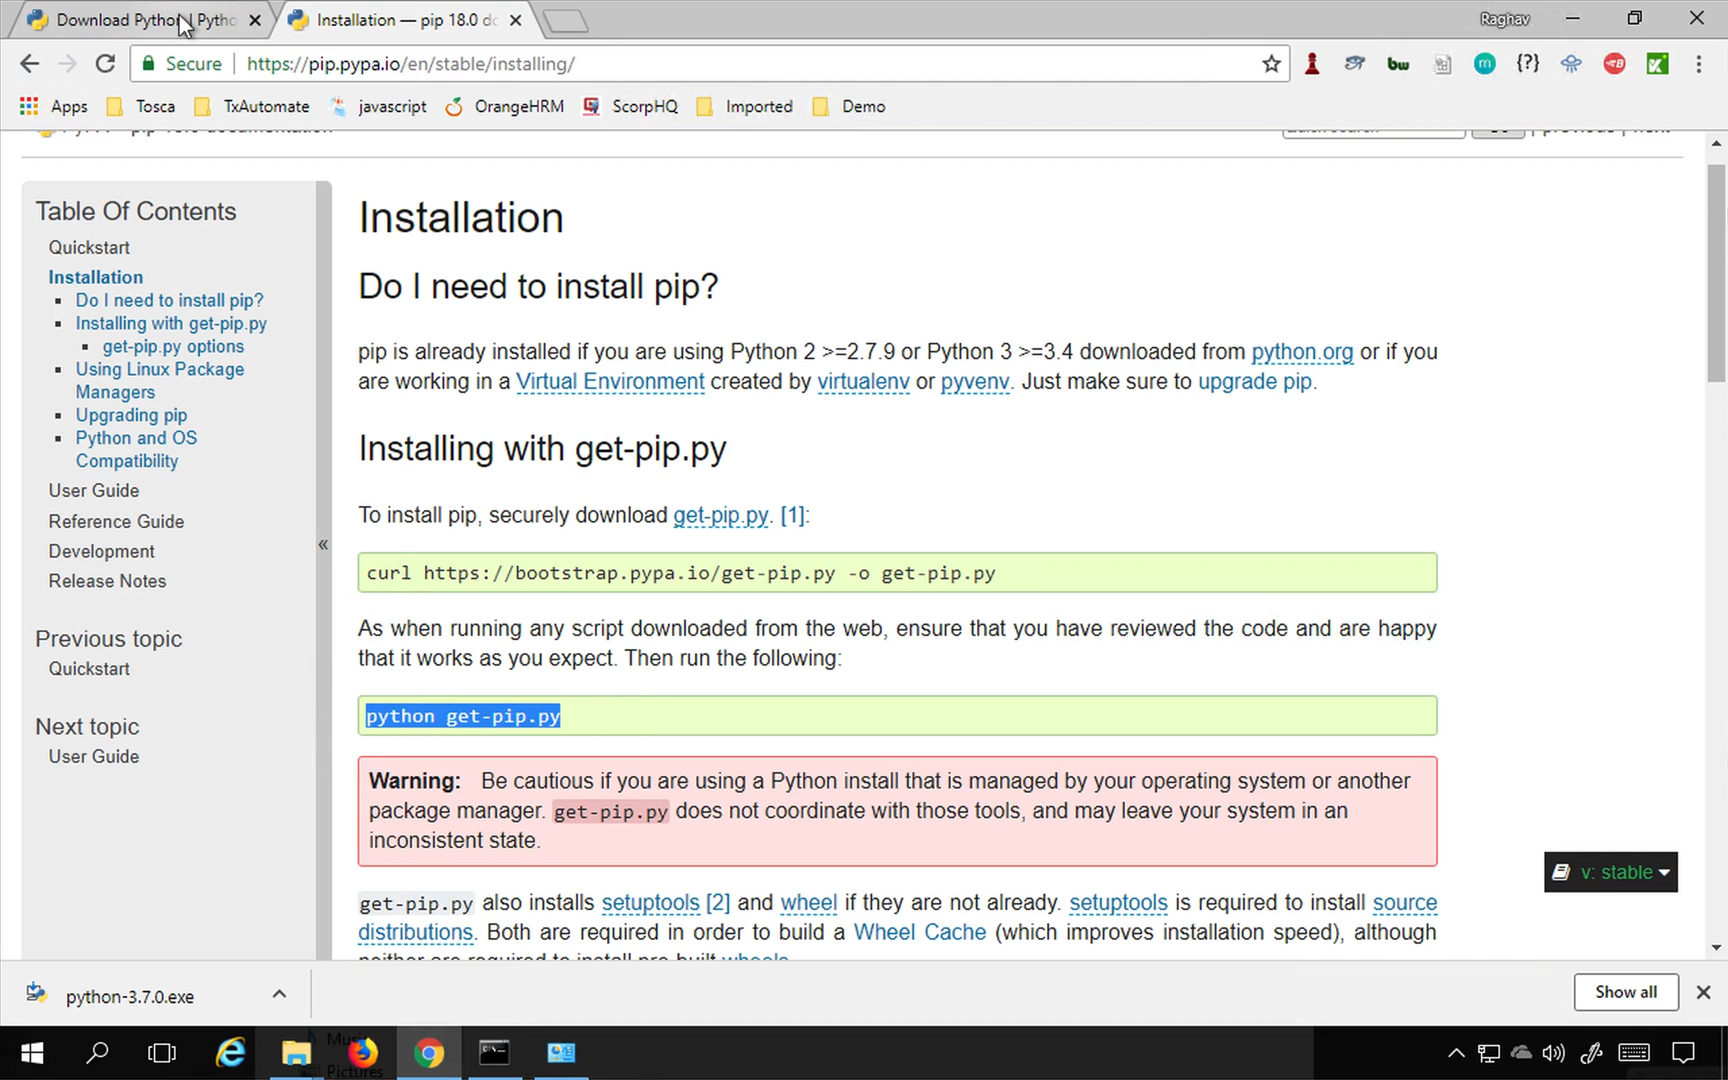 Download Python | Pytho
Installation — pip 18.0 do
Raghav
Secure
https://pip.pypa.io/en/stable/installing/
bw
m
{?}
Apps
Tosca
TxAutomate
javascript
OrangeHRM
ScorpHQ
Imported
Demo
Table Of Contents
Quickstart
Installation
Do I need to install pip?
Installing with get-pip.py
get-pip.py options
Using Linux Package
Managers
Upgrading pip
Python and OS
Compatibility
User Guide
Reference Guide
Development
Release Notes
Previous topic
Quickstart
Next topic
User Guide
«
Installation
Do I need to install pip?
pip is already installed if you are using Python 2 >=2.7.9 or Python 3 >=3.4 downloaded from python.org or if you
are working in a Virtual Environment created by virtualenv or pyvenv. Just make sure to upgrade pip.
Installing with get-pip.py
To install pip, securely download get-pip.py. [1]:
curl https://bootstrap.pypa.io/get-pip.py -o get-pip.py
As when running any script downloaded from the web, ensure that you have reviewed the code and are happy
that it works as you expect. Then run the following:
python get-pip.py
Warning: Be cautious if you are using a Python install that is managed by your operating system or another
package manager. get-pip.py does not coordinate with those tools, and may leave your system in an
inconsistent state.
get-pip.py also installs setuptools [2] and wheel if they are not already. setuptools is required to install source
distributions. Both are required in order to build a Wheel Cache (which improves installation speed), although
neither are required to install pre-built wheels.
v: stable
python-3.7.0.exe
Show all
Pictures